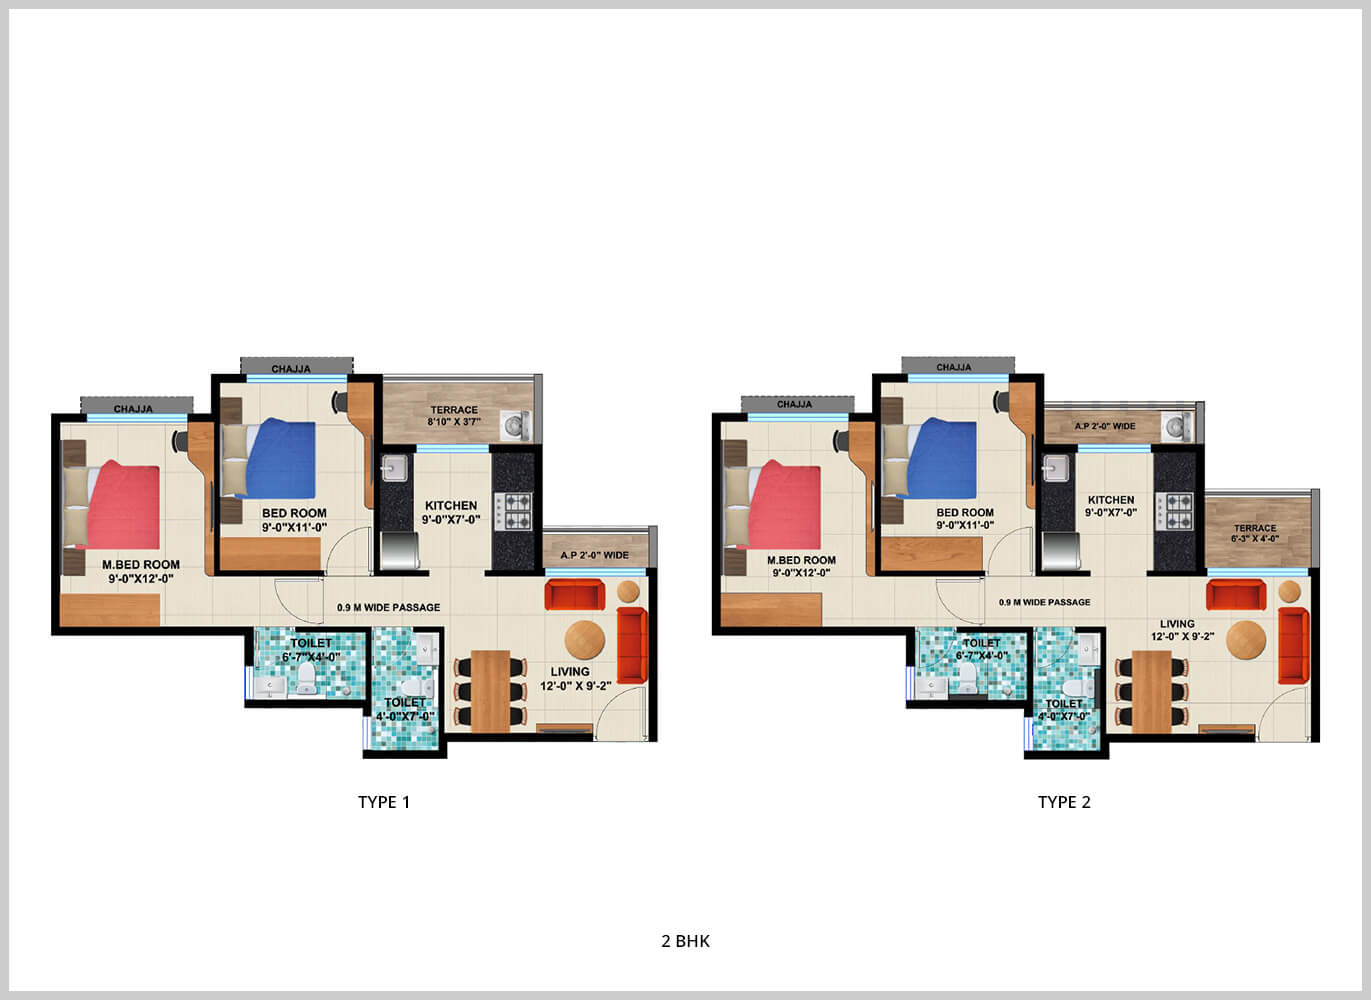 CHAJJA
CHAJJA
TERRACE
8'10" X 3'7"
BED ROOM
9'-0"X11'-0"
KITCHEN
9'-0"X7'-0"
M.BED ROOM
9'-0"X12'-0"
A.P 2'-0" WIDE
0.9 M WIDE PASSAGE
TOILET
6'-7"X4'-0"
LIVING
12'-0" X 9'-2"
TOILET
4'-0"X7'-0"
TYPE 1
CHAJJA
CHAJJA
A.P 2'-0" WIDE
BED ROOM
9'-0"X11'-0"
KITCHEN
9'-0"X7'-0"
TERRACE
6'-3" X 4'-0"
M.BED ROOM
9'-0"X12'-0"
0.9 M WIDE PASSAGE
LIVING
12'-0" X 9'-2"
TOILET
6'-7"X4'-0"
TOILET
4'-0"X7'-0"
TYPE 2
2 BHK